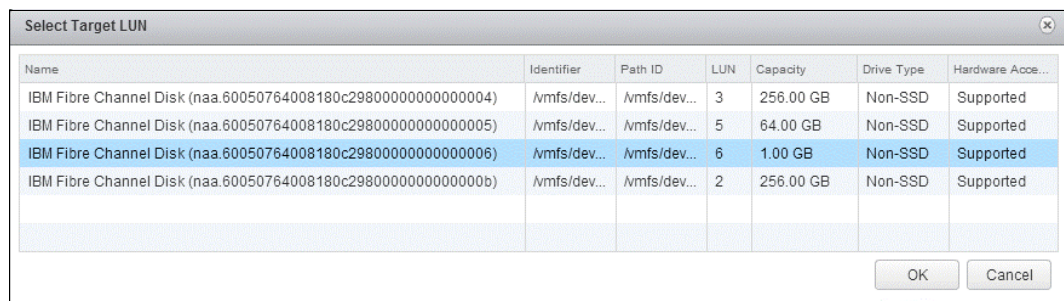 Select Target LUN
Name Identifier Path ID LUN Capacity Drive Type Hardware Acce...
IBM Fibre Channel Disk (naa.60050764008180c29800000000000004) /vmfs/dev... /vmfs/dev... 3 256.00 GB Non-SSD Supported
IBM Fibre Channel Disk (naa.60050764008180c29800000000000005) /vmfs/dev... /vmfs/dev... 5 64.00 GB Non-SSD Supported
IBM Fibre Channel Disk (naa.60050764008180c29800000000000006) /vmfs/dev... /vmfs/dev... 6 1.00 GB Non-SSD Supported
IBM Fibre Channel Disk (naa.60050764008180c2980000000000000b) /vmfs/dev... /vmfs/dev... 2 256.00 GB Non-SSD Supported
OK Cancel